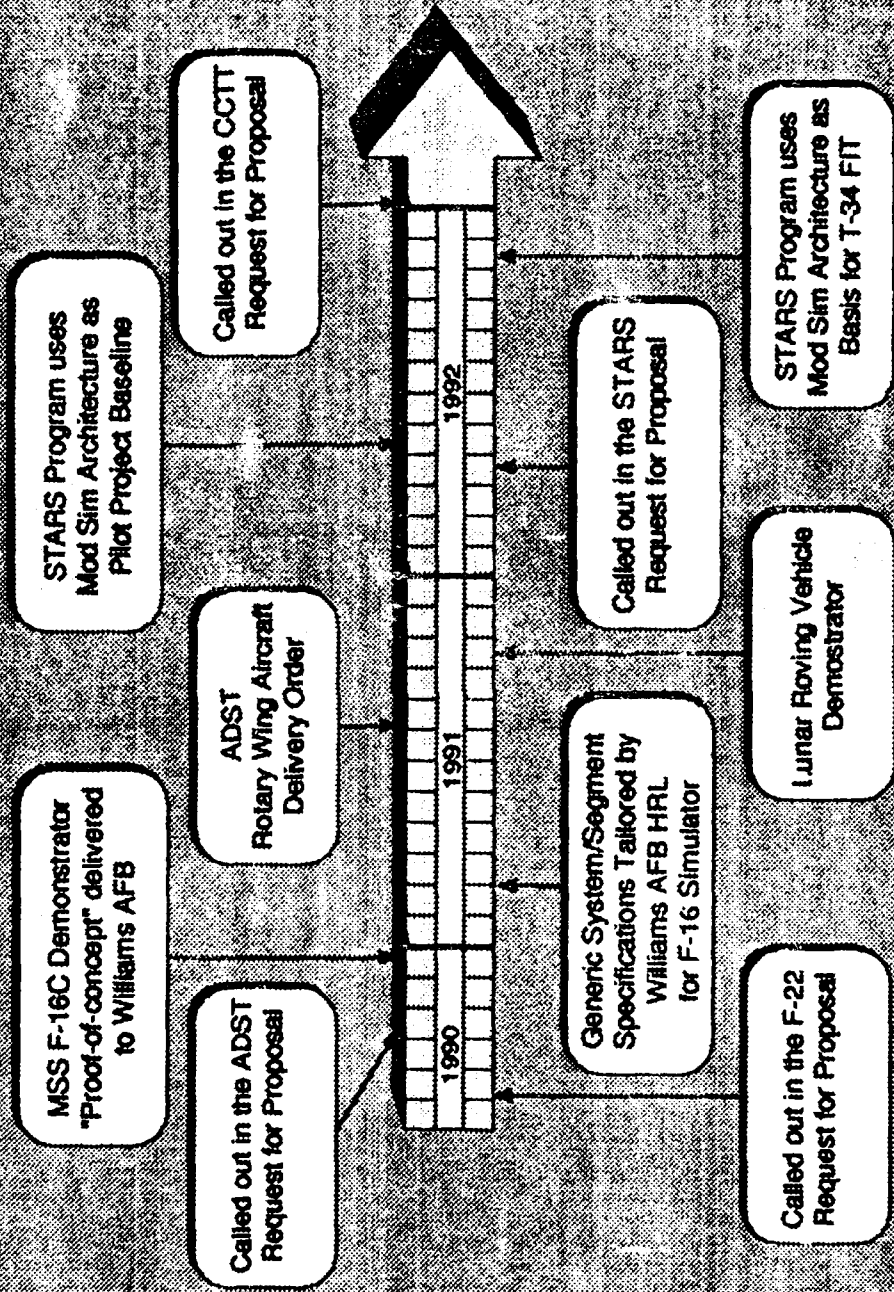 MSS F-16C Demonstrator
"Proof-of-concept" delivered
to Williams AFB
STARS Program uses
Mod Sim Architecture as
Pilot Project Baseline
Called out in the ADST
Request for Proposal
ADST
Rotary Wing Aircraft
Delivery Order
Called out in the CCTT
Request for Proposal
1990
1991
1992
Generic System/Segment
Specifications Tailored by
Williams AFB HRL
for F-16 Simulator
Called out in the STARS
Request for Proposal
Called out in the F-22
Request for Proposal
Lunar Roving Vehicle
Demostrator
STARS Program uses
Mod Sim Architecture as
Basis for T-34 FIT